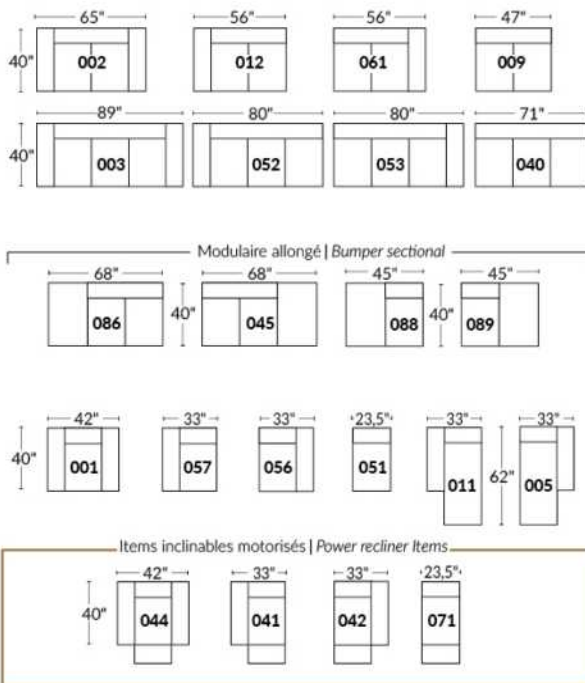 65" 56" 56" 47"
40" 002 012 061 009
89" 80" 80" 71"
40" 003 052 053 040
Modulaire allongé | Bumper sectional
68" 68" 45" 45"
086 40" 045 088 40" 089
42" 33" 33" 23,5" 33" 33"
40" 001 057 056 051 011 62" 005
Items inclinables motorisés | Power recliner Items
42" 33" 33" 23,5"
40" 044 041 042 071